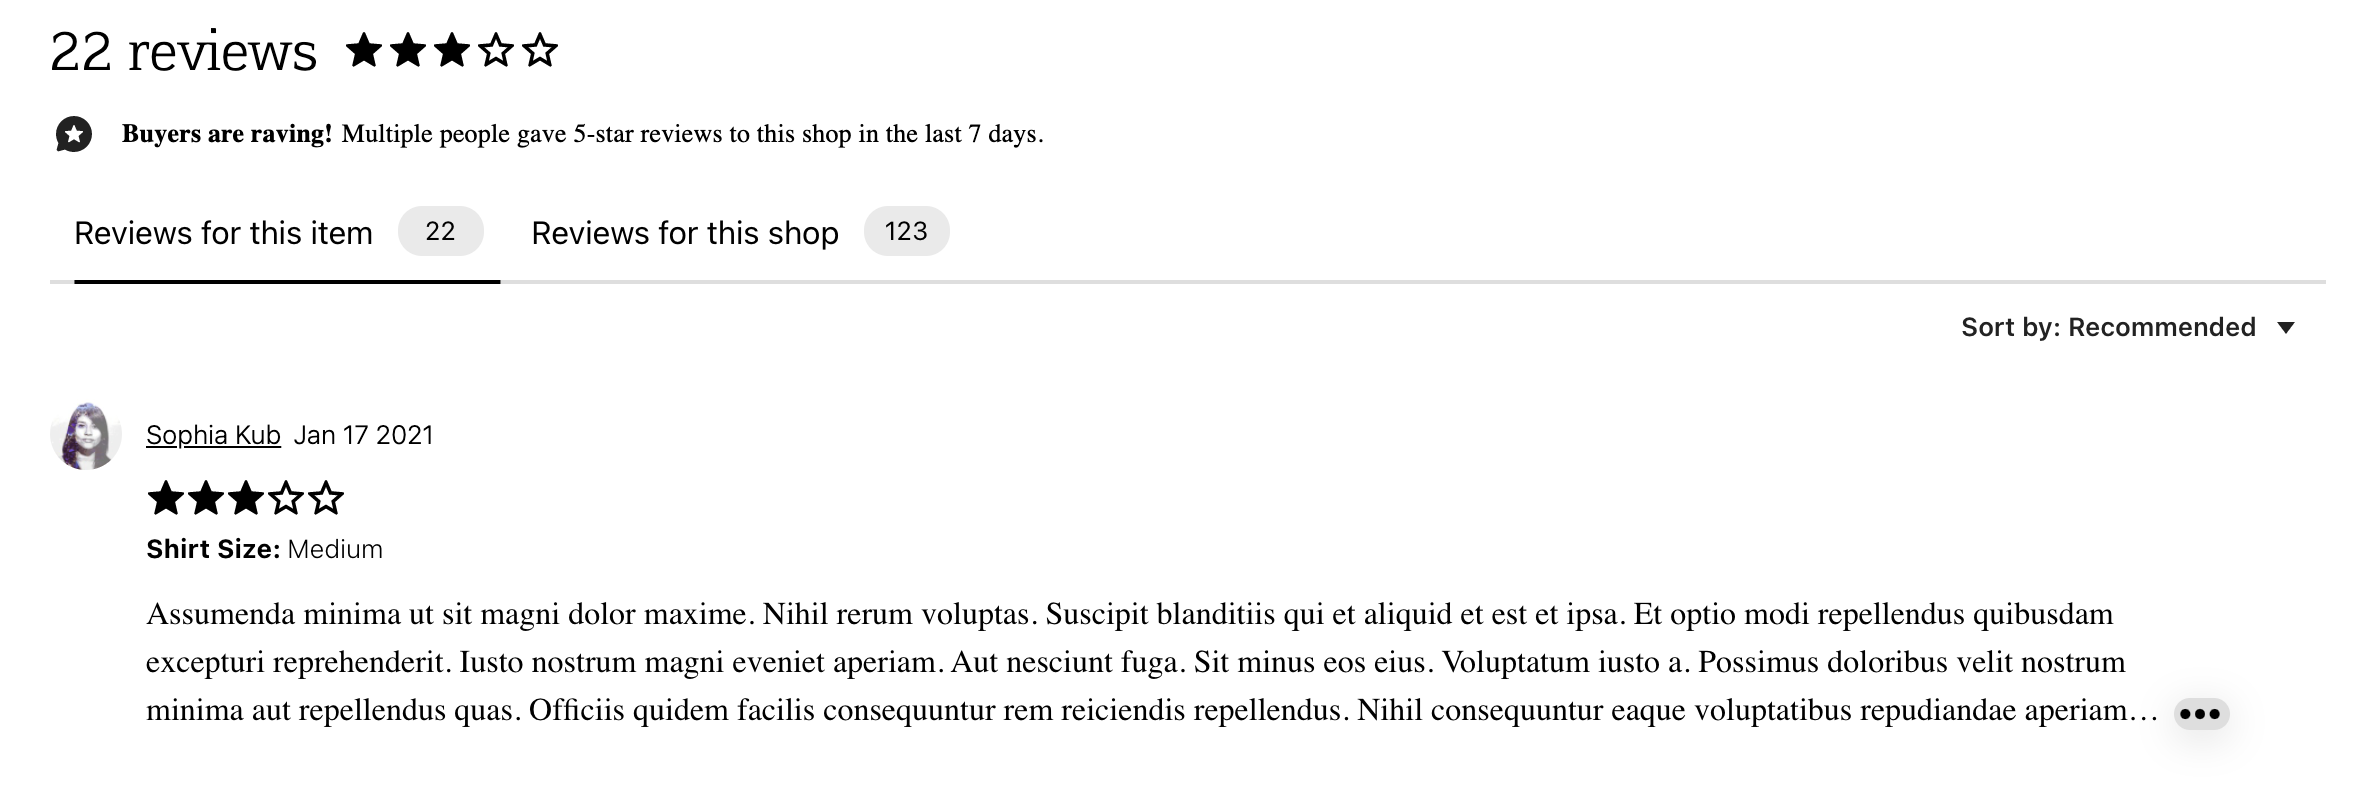 22 reviews
Buyers are raving! Multiple people gave 5-star reviews to this shop in the last 7 days.
Reviews for this item 22 Reviews for this shop 123
Sort by: Recommended
Sophia Kub Jan 17 2021
Shirt Size: Medium
Assumenda minima ut sit magni dolor maxime. Nihil rerum voluptas. Suscipit blanditiis qui et aliquid et est et ipsa. Et optio modi repellendus quibusdam
excepturi reprehenderit. Iusto nostrum magni eveniet aperiam. Aut nesciunt fuga. Sit minus eos eius. Voluptatum iusto a. Possimus doloribus velit nostrum
minima aut repellendus quas. Officiis quidem facilis consequuntur rem reiciendis repellendus. Nihil consequuntur eaque voluptatibus repudiandae aperiam…